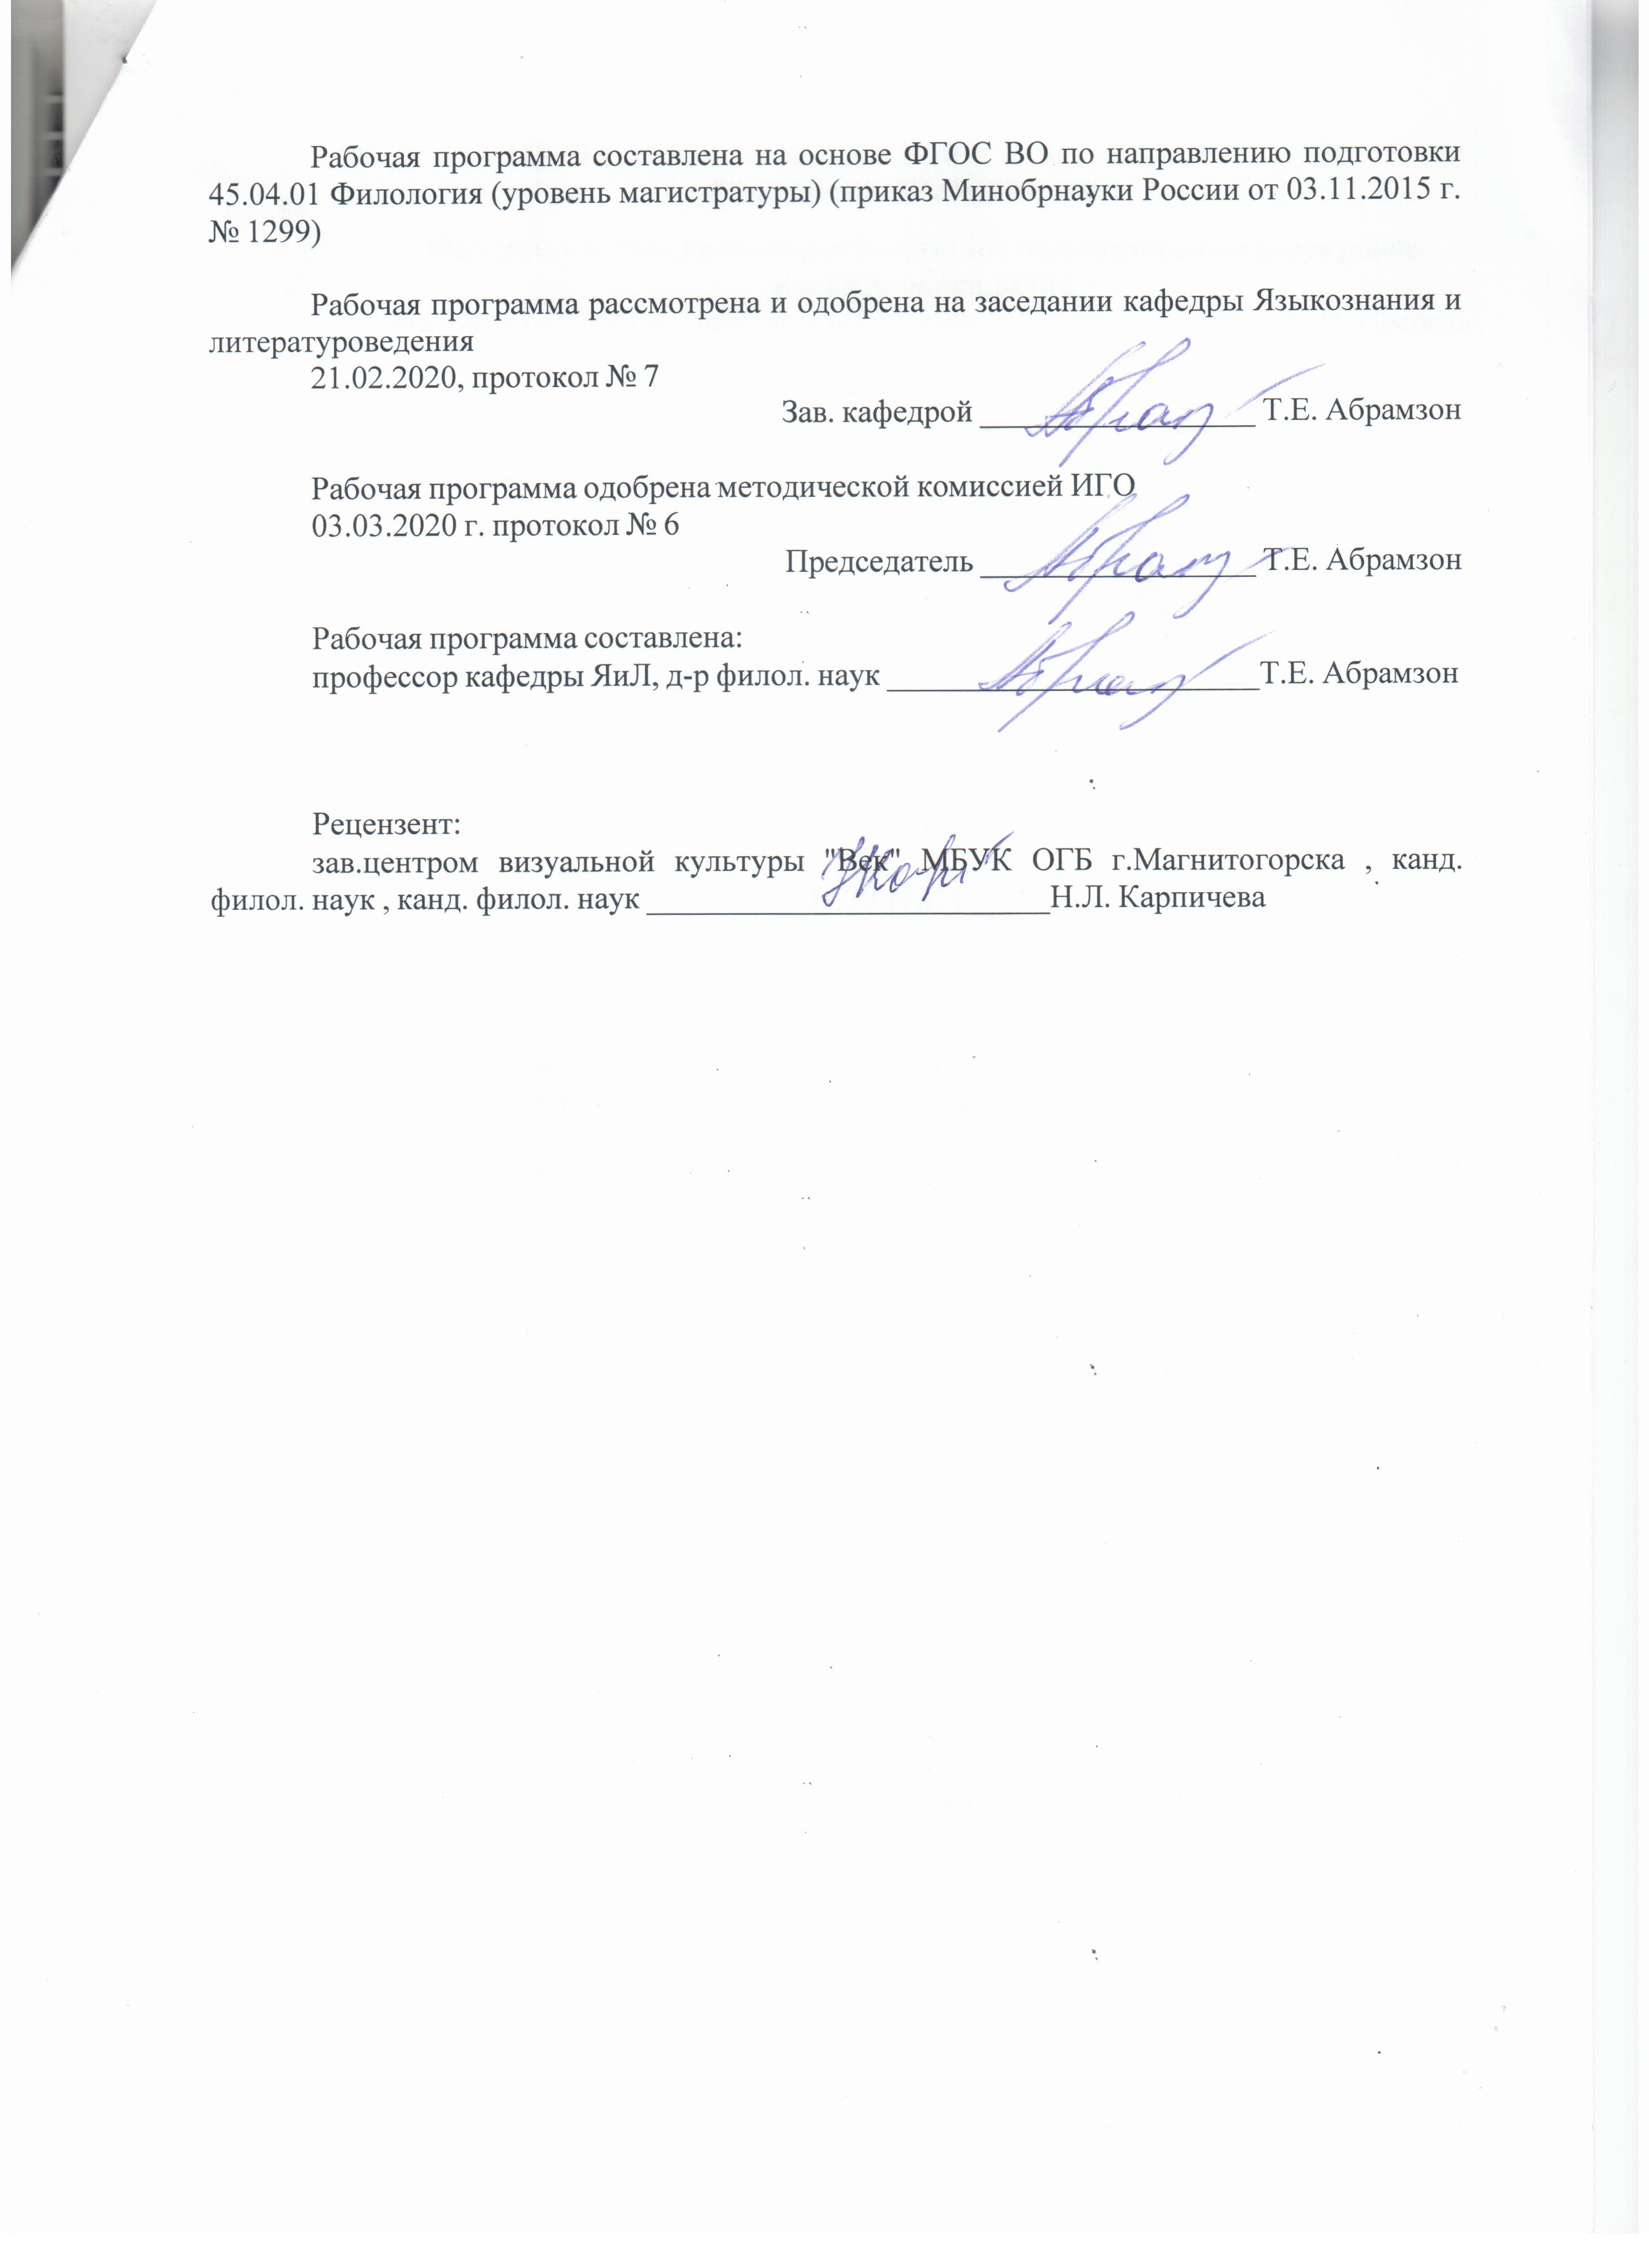 Рабочая программа составлена на основе ФГОС ВО по направлению подготовки
45.04.01 Филология (уровень магистратуры) (приказ Минобрнауки России от 03.11.2015 г.
№ 1299)
Рабочая программа рассмотрена и одобрена на заседании кафедры Языкознания и
литературоведения
21.02.2020, протокол № 7
Зав. кафедрой _________________ Т.Е. Абрамзон
Рабочая программа одобрена методической комиссией ИГО
03.03.2020 г. протокол № 6
Председатель _________________ Т.Е. Абрамзон
Рабочая программа составлена:
профессор кафедры ЯиЛ, д-р филол. наук _______________________Т.Е. Абрамзон
Рецензент:
зав.центром визуальной культуры "Век" МБУК ОГБ г.Магнитогорска , канд.
филол. наук , канд. филол. наук _________________________Н.Л. Карпичева